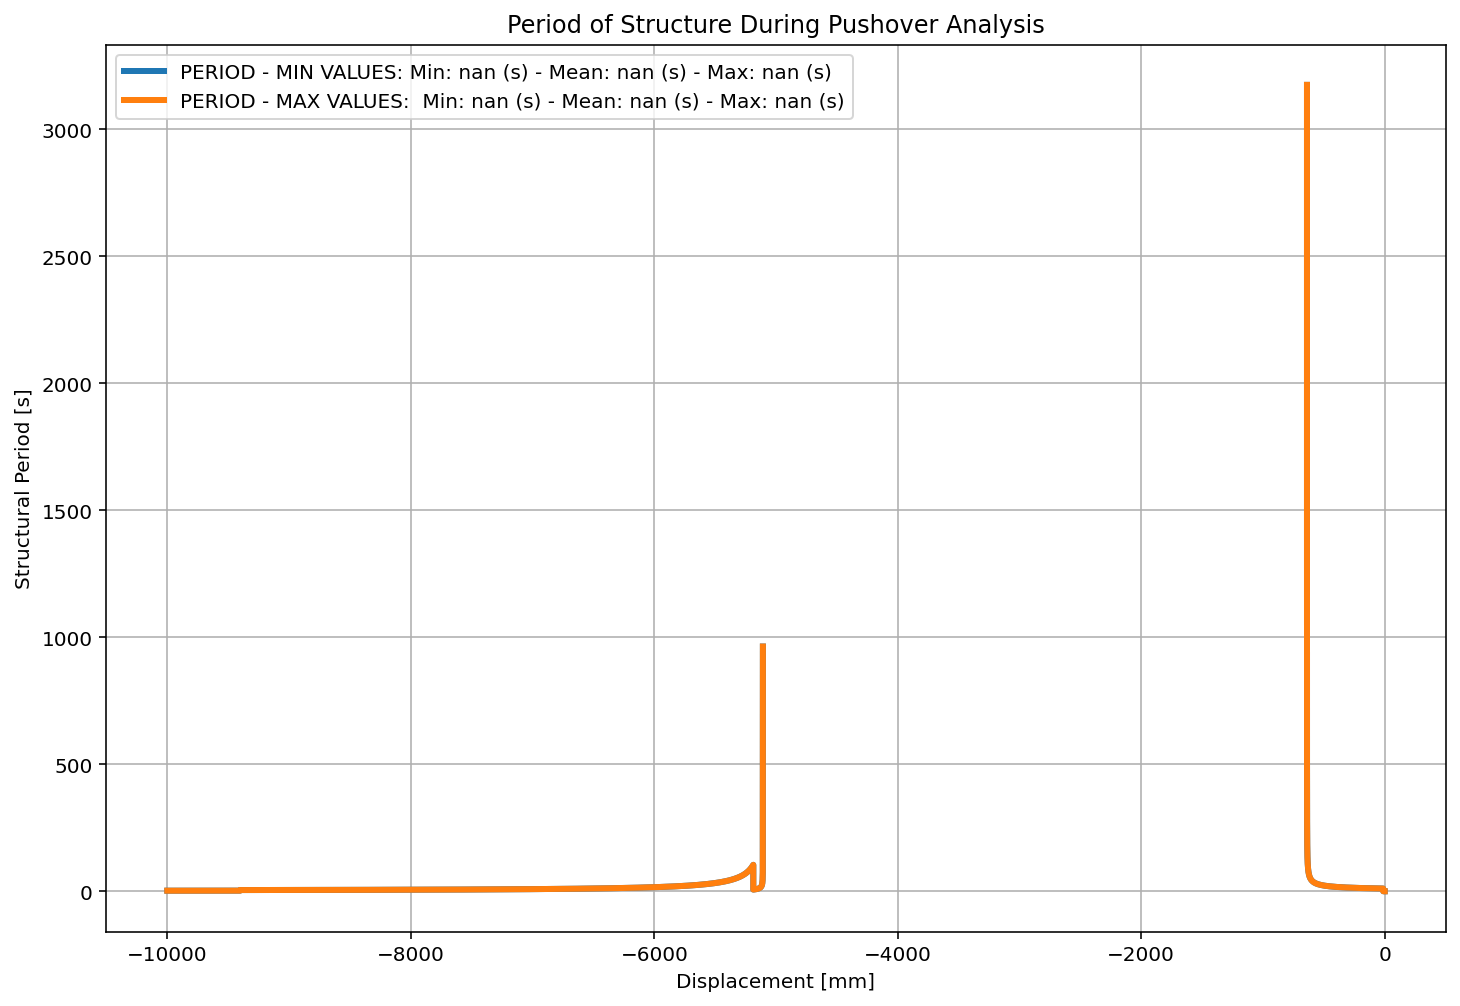 Period of Structure During Pushover Analysis
PERIOD - MIN VALUES: Min: nan (s) - Mean: nan (s) - Max: nan (s)
PERIOD - MAX VALUES:  Min: nan (s) - Mean: nan (s) - Max: nan (s)
3000
2500
2000
1500
1000
500
0
Structural Period [s]
−10000 −8000 −6000 −4000 −2000 0
Displacement [mm]